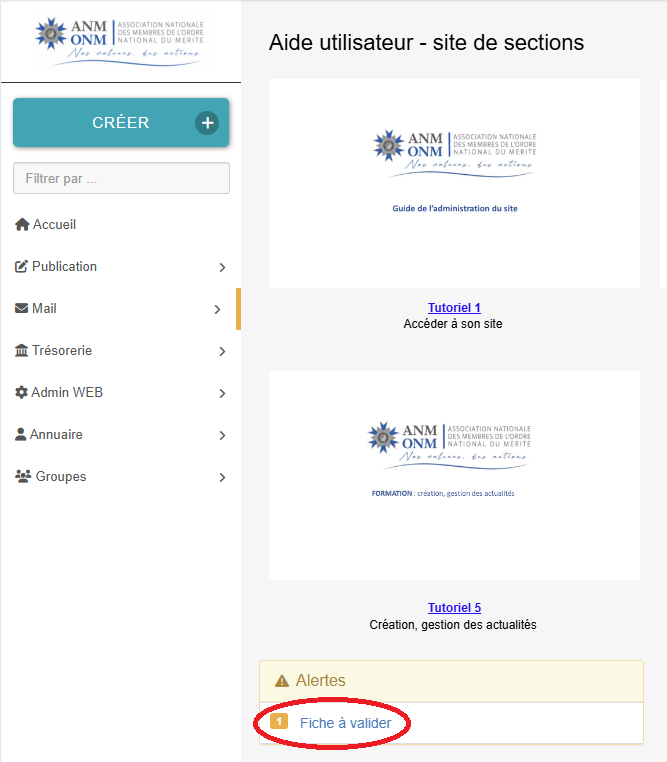 ANM
ONM
ASSOCIATION NATIONALE
DES MEMBRES DE L'ORDRE
NATIONAL DU MÉRITE
Nos valeurs, des actions
CRÉER
Filtrer par ...
Accueil
Publication
Mail
Trésorerie
Admin WEB
Annuaire
Groupes
Aide utilisateur - site de sections
ANM
ONM
ASSOCIATION NATIONALE
DES MEMBRES DE L'ORDRE
NATIONAL DU MÉRITE
Nos valeurs, des actions
Guide de l'administration du site
Tutoriel 1
Accéder à son site
ANM
ONM
ASSOCIATION NATIONALE
DES MEMBRES DE L'ORDRE
NATIONAL DU MÉRITE
Nos valeurs, des actions
FORMATION : création, gestion des actualités
Tutoriel 5
Création, gestion des actualités
Alertes
1 Fiche à valider